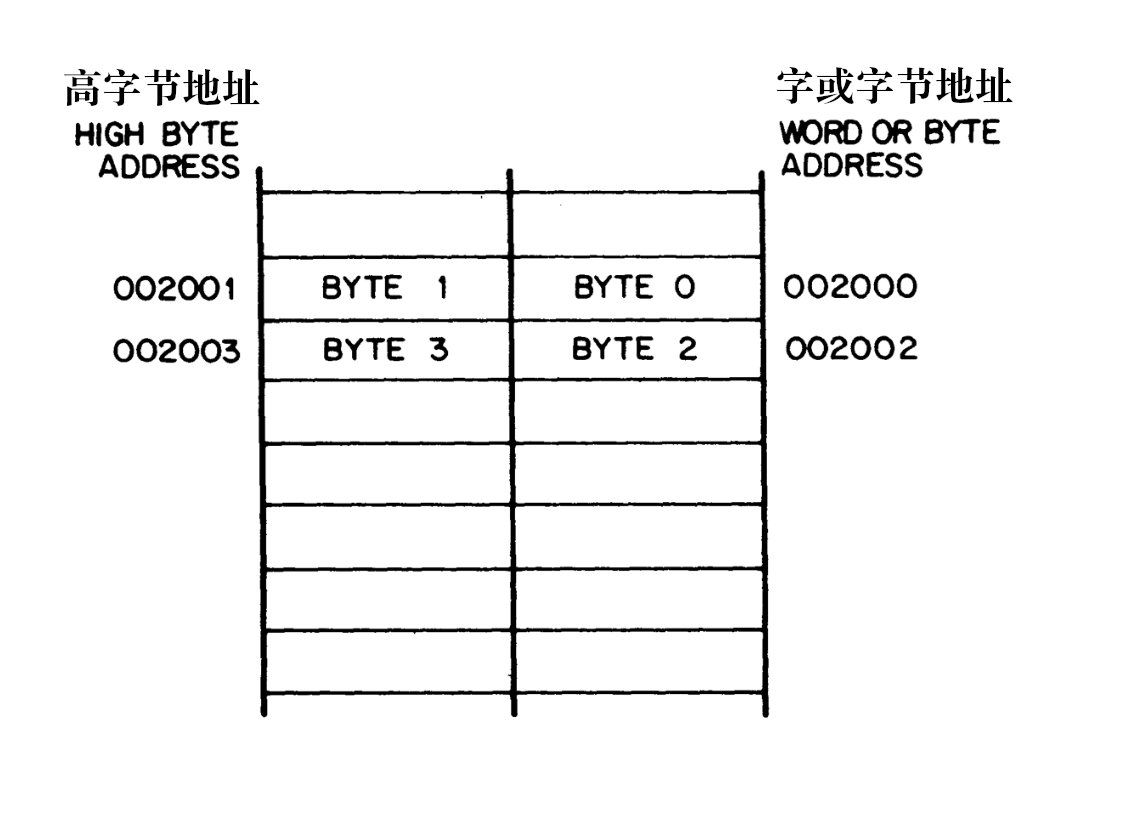 高字节地址
HIGH BYTE
ADDRESS
字或字节地址
WORD OR BYTE
ADDRESS
002001 BYTE 1 BYTE 0 002000
002003 BYTE 3 BYTE 2 002002